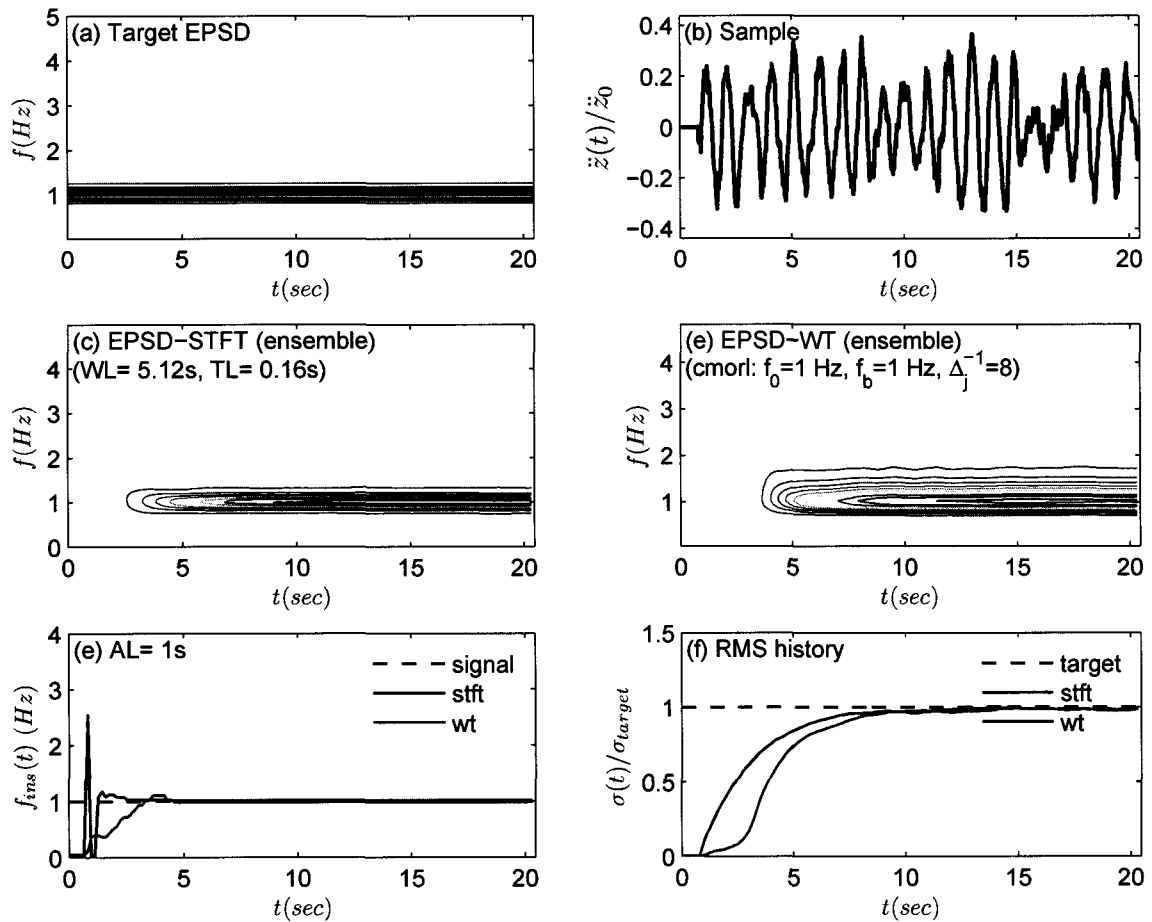 (a) Target EPSD
f(Hz)
5
4
3
2
1
0 5 10 15 20
t(sec)
(b) Sample
z̈(t)/z̈₀
0.4
0.2
0
−0.2
−0.4
0 5 10 15 20
t(sec)
(c) EPSD−STFT (ensemble)
(WL= 5.12s, TL= 0.16s)
f(Hz)
4
3
2
1
0
0 5 10 15 20
t(sec)
(e) EPSD−WT (ensemble)
(cmorl: f₀=1 Hz, f_b=1 Hz, Δ_j⁻¹=8)
f(Hz)
4
3
2
1
0
0 5 10 15 20
t(sec)
(e) AL= 1s
f_ins(t) (Hz)
4
3
2
1
0
signal
stft
wt
0 5 10 15 20
t(sec)
(f) RMS history
σ(t)/σ_target
1.5
1
0.5
0
target
stft
wt
0 5 10 15 20
t(sec)